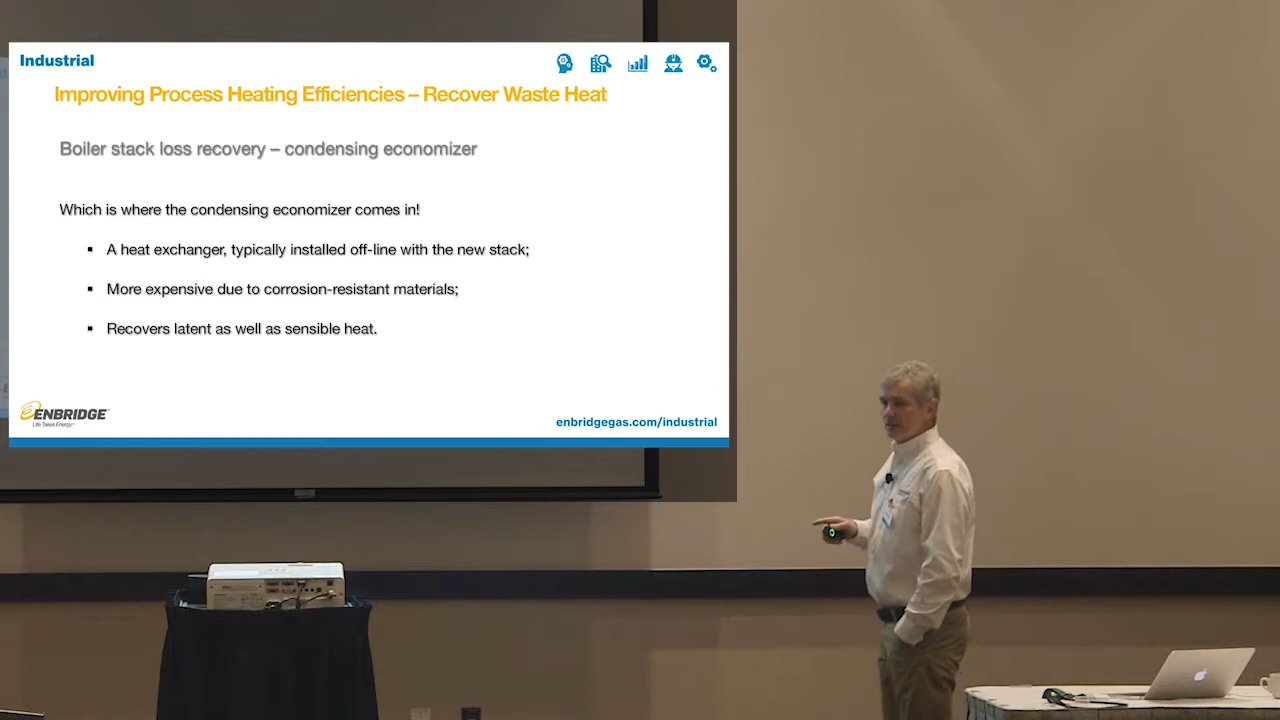 Industrial
Improving Process Heating Efficiencies – Recover Waste Heat
Boiler stack loss recovery – condensing economizer
Which is where the condensing economizer comes in!
▪ A heat exchanger, typically installed off-line with the new stack;
▪ More expensive due to corrosion-resistant materials;
▪ Recovers latent as well as sensible heat.
ENBRIDGE™
Life Takes Energy™
enbridgegas.com/industrial